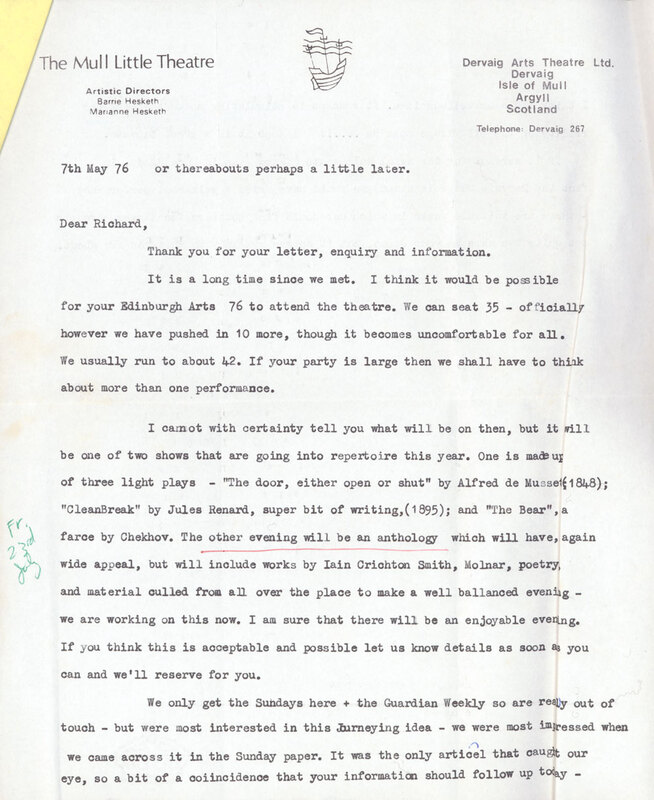 The Mull Little Theatre
Artistic Directors
Barrie Hesketh
Marianne Hesketh
Dervaig Arts Theatre Ltd.
Dervaig
Isle of Mull
Argyll
Scotland
Telephone: Dervaig 267
7th May 76 or thereabouts perhaps a little later.
Dear Richard,
Thank you for your letter, enquiry and information.
It is a long time since we met. I think it would be possible
for your Edinburgh Arts 76 to attend the theatre. We can seat 35 - officially
however we have pushed in 10 more, though it becomes uncomfortable for all.
We usually run to about 42. If your party is large then we shall have to think
about more than one performance.
I camot with certainty tell you what will be on then, but it will
be one of two shows that are going into repertoire this year. One is made up
of three light plays - "The door, either open or shut" by Alfred de Musset(1848);
"CleanBreak" by Jules Renard, super bit of writing,(1895); and "The Bear",a
farce by Chekhov. The other evening will be an anthology which will have, again
wide appeal, but will include works by Iain Crichton Smith, Molnar, poetry,
and material culled from all over the place to make a well ballanced evening -
we are working on this now. I am sure that there will be an enjoyable evening.
If you think this is acceptable and possible let us know details as soon as you
can and we'll reserve for you.
We only get the Sundays here + the Guardian Weekly so are really out of
touch - but were most interested in this Journeying idea - we were most impressed when
we came across it in the Sunday paper. It was the only articel that caught our
eye, so a bit of a coiincidence that your information should follow up today -
Fr.
23rd
July